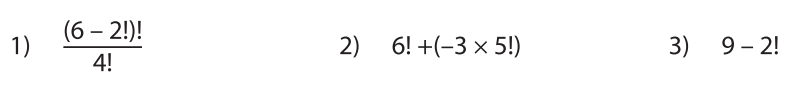 1) (6 – 2!)! / 4! 2) 6! +(–3 × 5!) 3) 9 – 2!